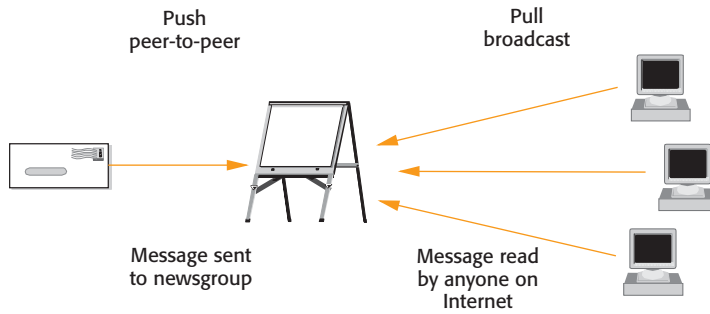 Push
peer-to-peer
Pull
broadcast
Message sent
to newsgroup
Message read
by anyone on
Internet